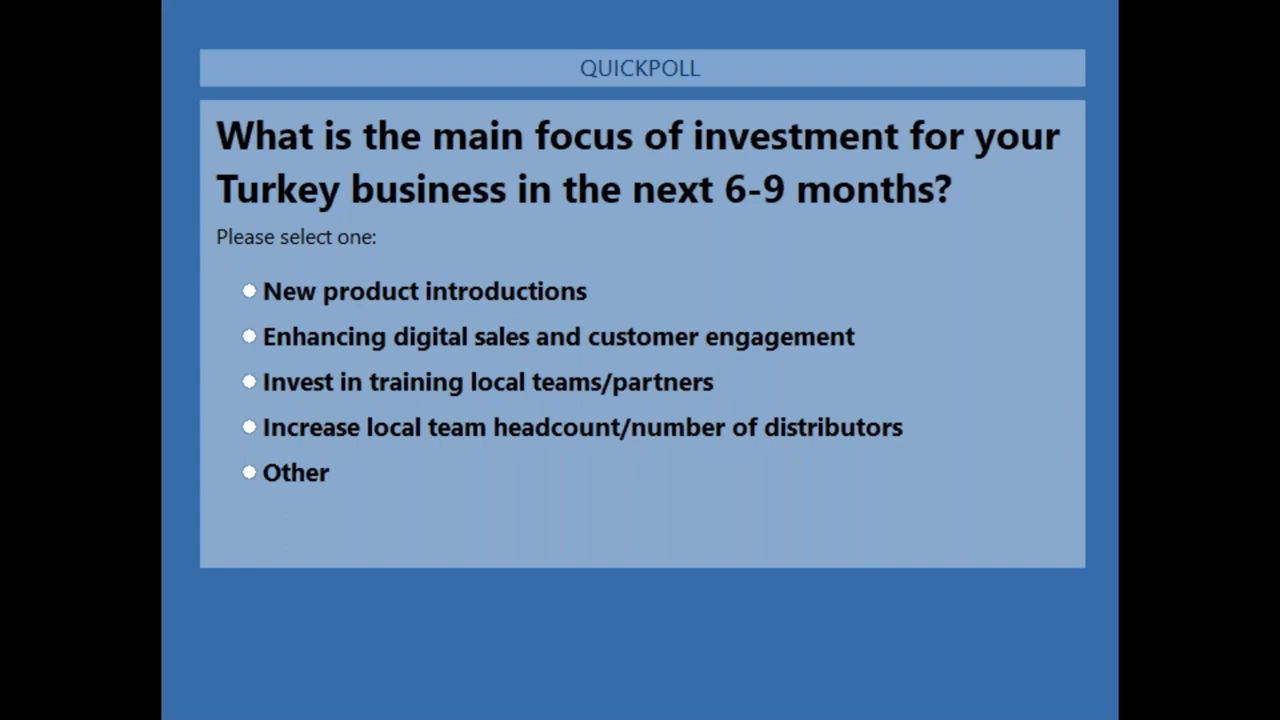 QUICKPOLL
What is the main focus of investment for your
Turkey business in the next 6-9 months?
Please select one:
New product introductions
Enhancing digital sales and customer engagement
Invest in training local teams/partners
Increase local team headcount/number of distributors
Other